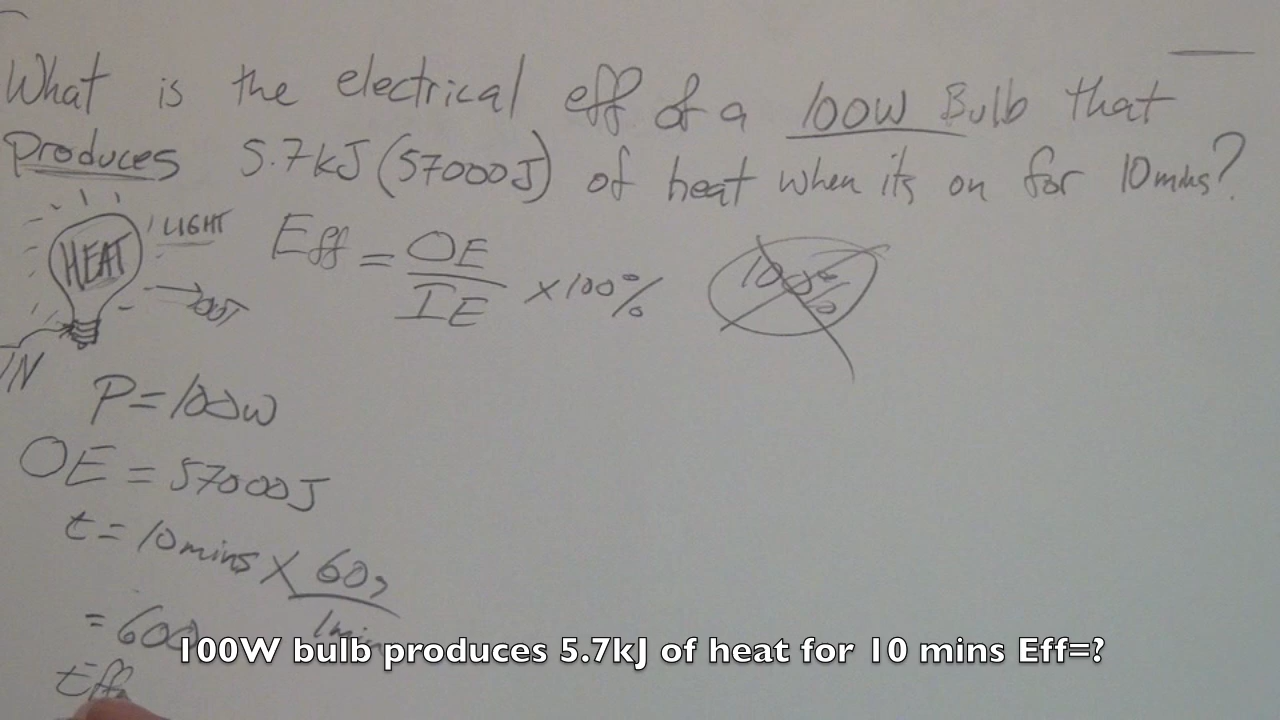 What is the electrical eff of a 100W Bulb that
produces 5.7kJ (57000J) of heat when its on for 10mins?
HEAT
LIGHT
OUT
IN
Eff = OE
IE
×100%
100%
P=100W
OE = 57000J
t= 10mins × 60s
1min
= 600
Eff
100W bulb produces 5.7kJ of heat for 10 mins Eff=?